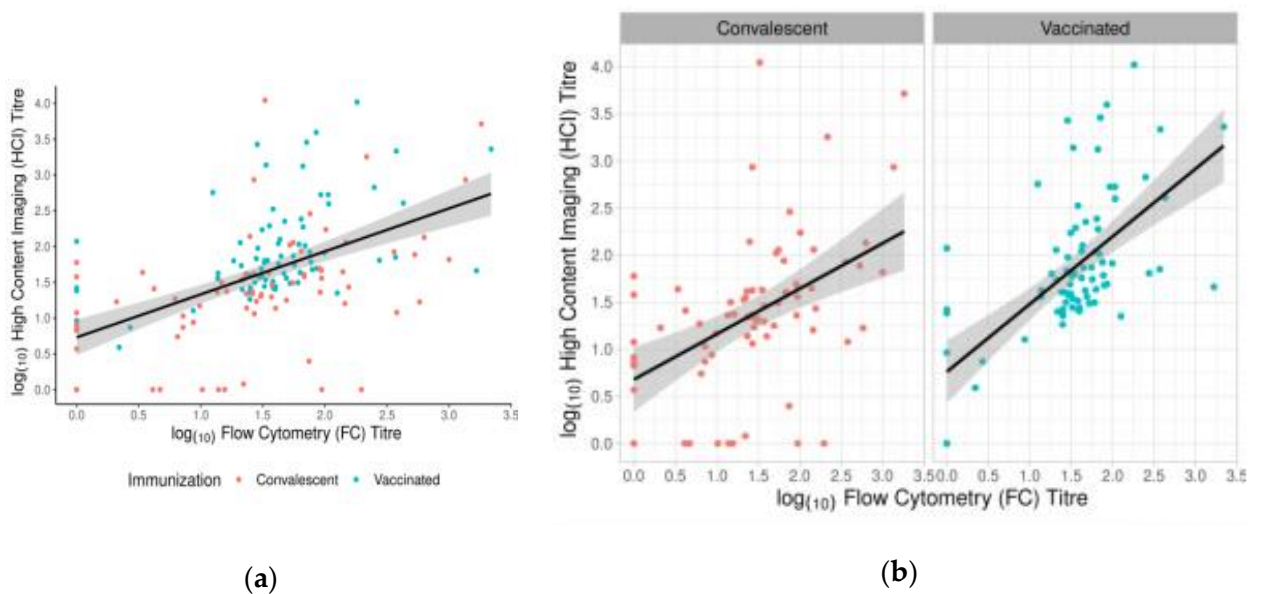 log(10) High Content Imaging (HCI) Titre
4.0
3.5
3.0
2.5
2.0
1.5
1.0
0.5
0.0
0.0 0.5 1.0 1.5 2.0 2.5 3.0 3.5
log(10) Flow Cytometry (FC) Titre
Immunization Convalescent Vaccinated
(a)
Convalescent Vaccinated
log(10) High Content Imaging (HCI) Titre
4.0
3.5
3.0
2.5
2.0
1.5
1.0
0.5
0.0
0.0 0.5 1.0 1.5 2.0 2.5 3.0 3.5 0.0 0.5 1.0 1.5 2.0 2.5 3.0 3.5
log(10) Flow Cytometry (FC) Titre
(b)